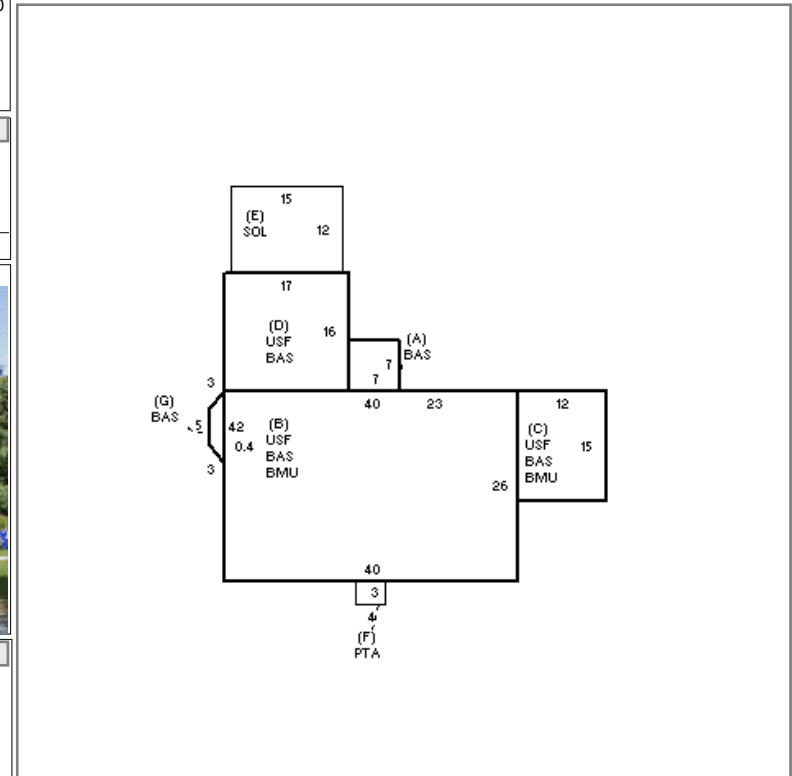 15
(E)
SOL
12
17
(D)
USF
BAS
16
(A)
BAS
7
7
3
40
23
12
(G)
BAS
5
42
0.4
(B)
USF
BAS
BMU
(C)
USF
BAS
BMU
15
3
26
40
3
4
(F)
PTA